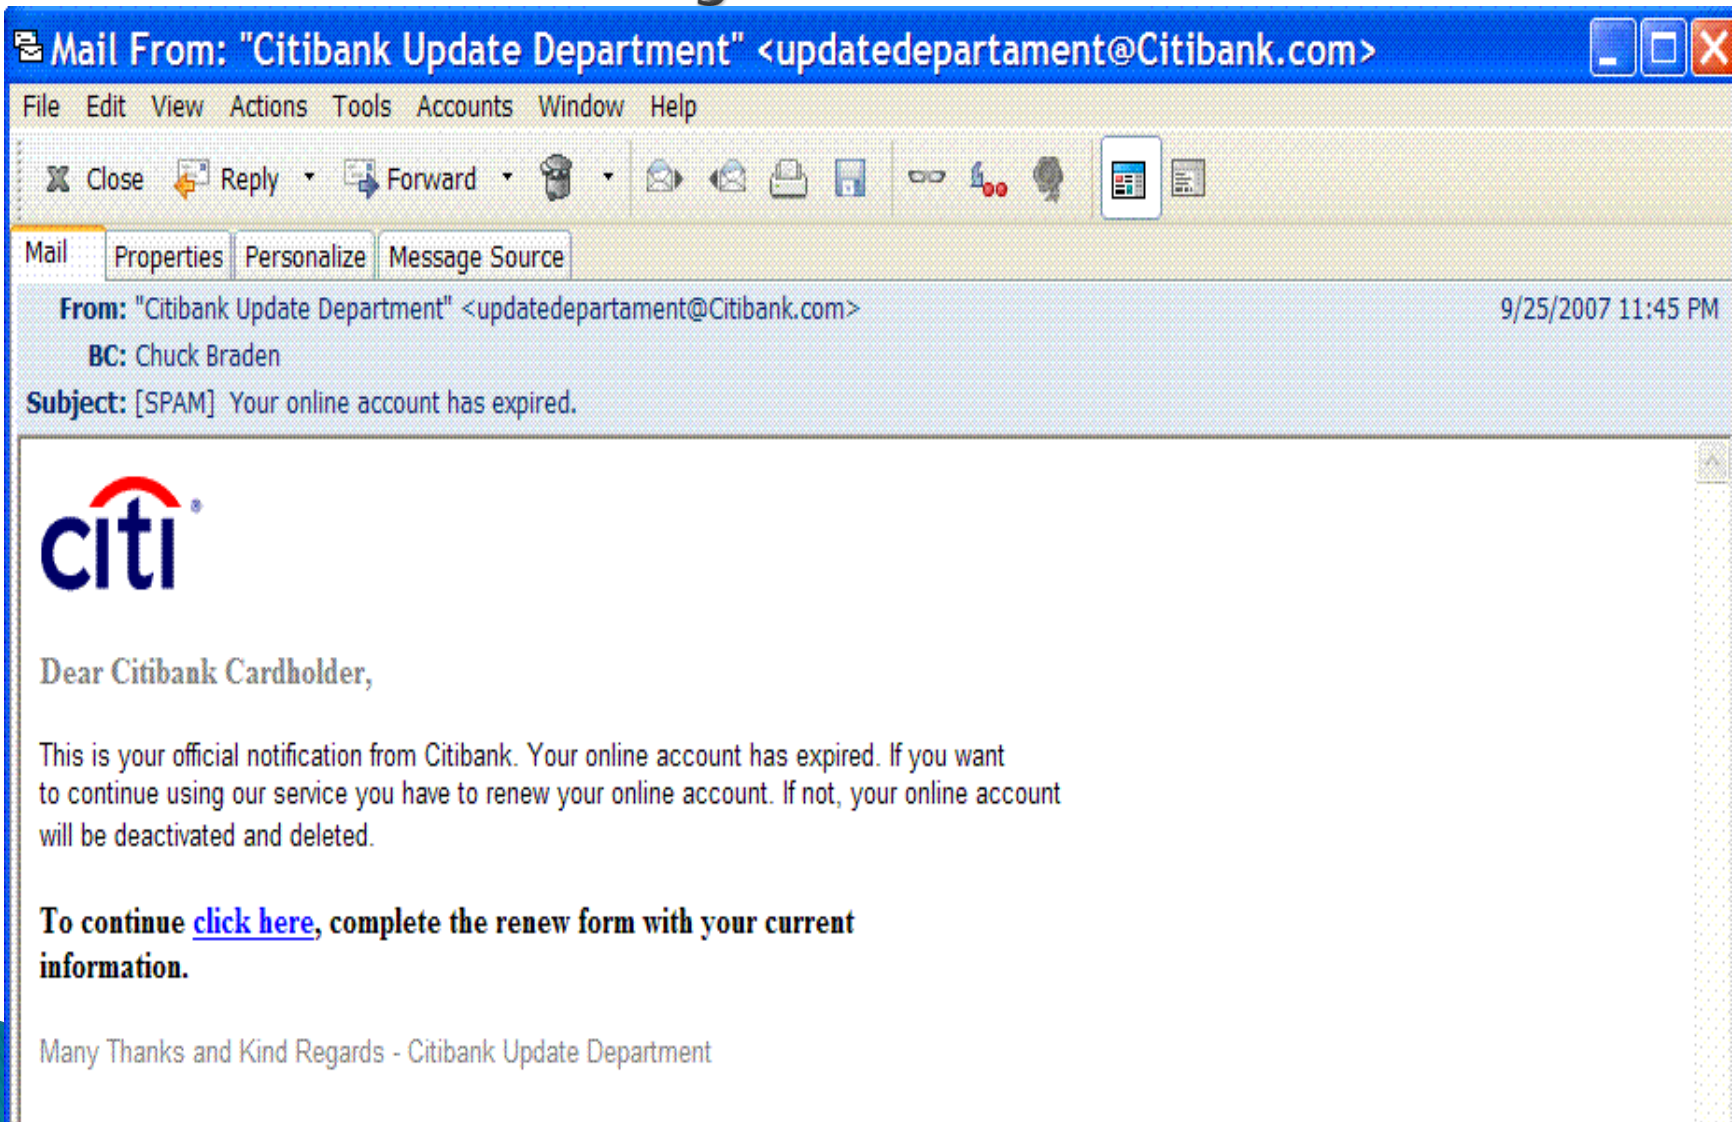 Mail From: "Citibank Update Department" <updatedepartament@Citibank.com>
File Edit View Actions Tools Accounts Window Help
Close Reply Forward
Mail Properties Personalize Message Source
From: "Citibank Update Department" <updatedepartament@Citibank.com> 9/25/2007 11:45 PM
BC: Chuck Braden
Subject: [SPAM] Your online account has expired.
citi®
Dear Citibank Cardholder,
This is your official notification from Citibank. Your online account has expired. If you want
to continue using our service you have to renew your online account. If not, your online account
will be deactivated and deleted.
To continue click here, complete the renew form with your current
information.
Many Thanks and Kind Regards - Citibank Update Department